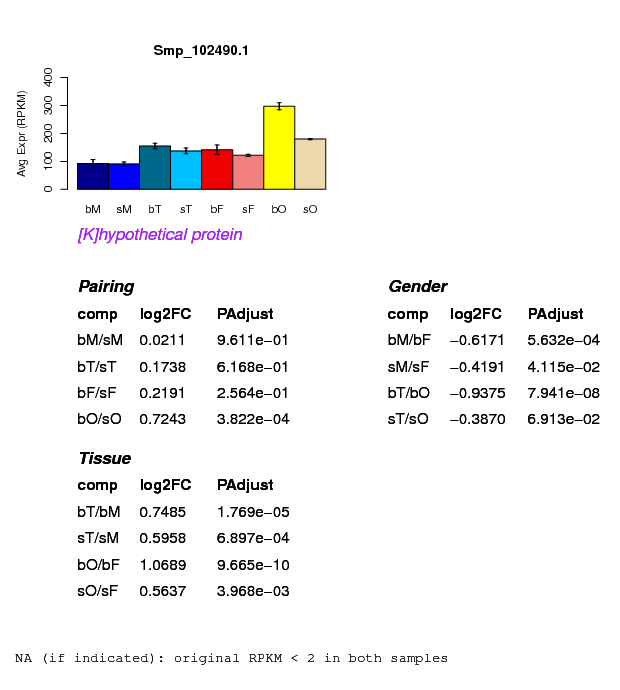 Smp_102490.1
Avg Expr (RPKM)
400
300
200
100
0
bM sM bT sT bF sF bO sO
[K]hypothetical protein
Pairing
comp log2FC PAdjust
bM/sM 0.0211 9.611e−01
bT/sT 0.1738 6.168e−01
bF/sF 0.2191 2.564e−01
bO/sO 0.7243 3.822e−04
Gender
comp log2FC PAdjust
bM/bF −0.6171 5.632e−04
sM/sF −0.4191 4.115e−02
bT/bO −0.9375 7.941e−08
sT/sO −0.3870 6.913e−02
Tissue
comp log2FC PAdjust
bT/bM 0.7485 1.769e−05
sT/sM 0.5958 6.897e−04
bO/bF 1.0689 9.665e−10
sO/sF 0.5637 3.968e−03
NA (if indicated): original RPKM < 2 in both samples